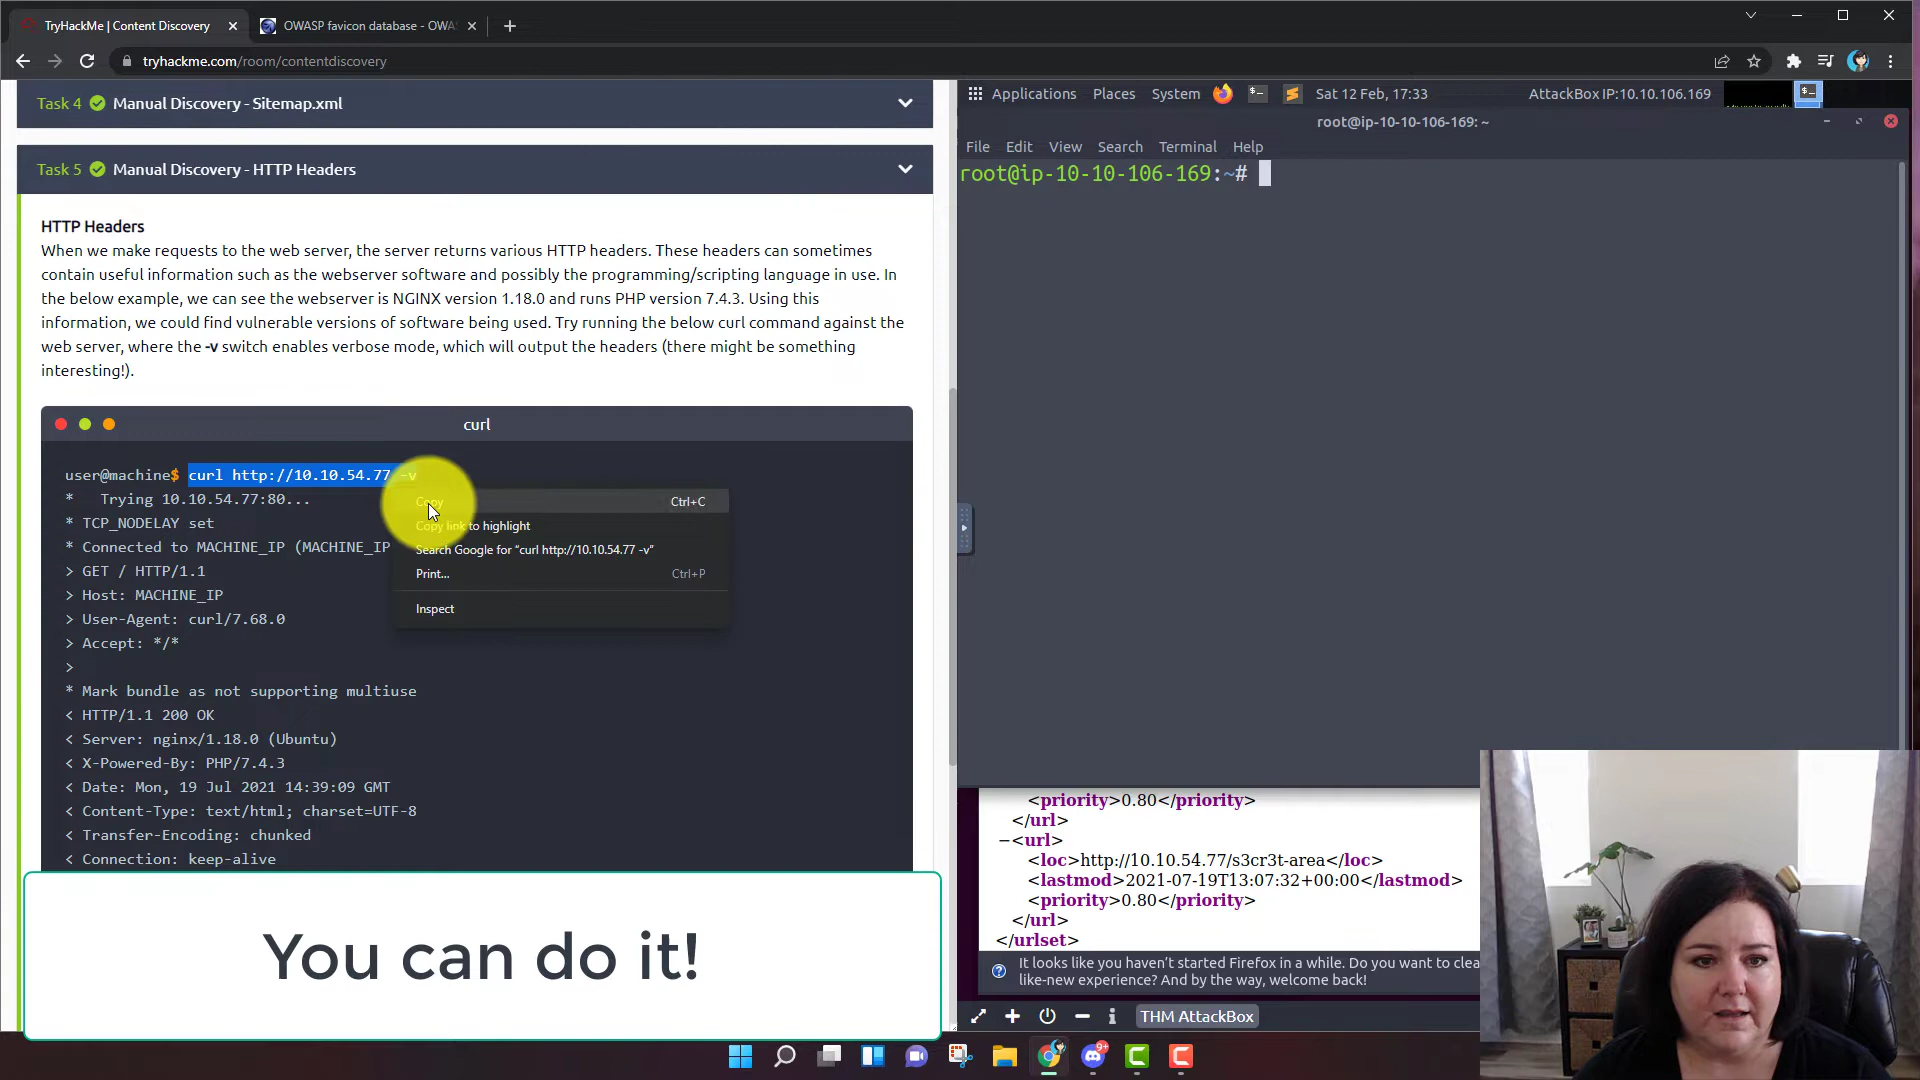 TryHackMe | Content Discovery
OWASP favicon database - OWA
tryhackme.com/room/contentdiscovery
Task 4 Manual Discovery - Sitemap.xml
Task 5 Manual Discovery - HTTP Headers
HTTP Headers
When we make requests to the web server, the server returns various HTTP headers. These headers can sometimes
contain useful information such as the webserver software and possibly the programming/scripting language in use. In
the below example, we can see the webserver is NGINX version 1.18.0 and runs PHP version 7.4.3. Using this
information, we could find vulnerable versions of software being used. Try running the below curl command against the
web server, where the -v switch enables verbose mode, which will output the headers (there might be something
interesting!).
curl
user@machine$ curl http://10.10.54.77 -v
* Trying 10.10.54.77:80...
* TCP_NODELAY set
* Connected to MACHINE_IP (MACHINE_IP
> GET / HTTP/1.1
> Host: MACHINE_IP
> User-Agent: curl/7.68.0
> Accept: */*
>
* Mark bundle as not supporting multiuse
< HTTP/1.1 200 OK
< Server: nginx/1.18.0 (Ubuntu)
< X-Powered-By: PHP/7.4.3
< Date: Mon, 19 Jul 2021 14:39:09 GMT
< Content-Type: text/html; charset=UTF-8
< Transfer-Encoding: chunked
< Connection: keep-alive
Copy Ctrl+C
Copy link to highlight
Search Google for “curl http://10.10.54.77 -v”
Print... Ctrl+P
Inspect
You can do it!
Applications Places System Sat 12 Feb, 17:33 AttackBox IP:10.10.106.169
root@ip-10-10-106-169: ~
File Edit View Search Terminal Help
root@ip-10-10-106-169:~#
<priority>0.80</priority>
</url>
−<url>
<loc>http://10.10.54.77/s3cr3t-area</loc>
<lastmod>2021-07-19T13:07:32+00:00</lastmod>
<priority>0.80</priority>
</url>
</urlset>
It looks like you haven't started Firefox in a while. Do you want to clea
like-new experience? And by the way, welcome back!
THM AttackBox
9+